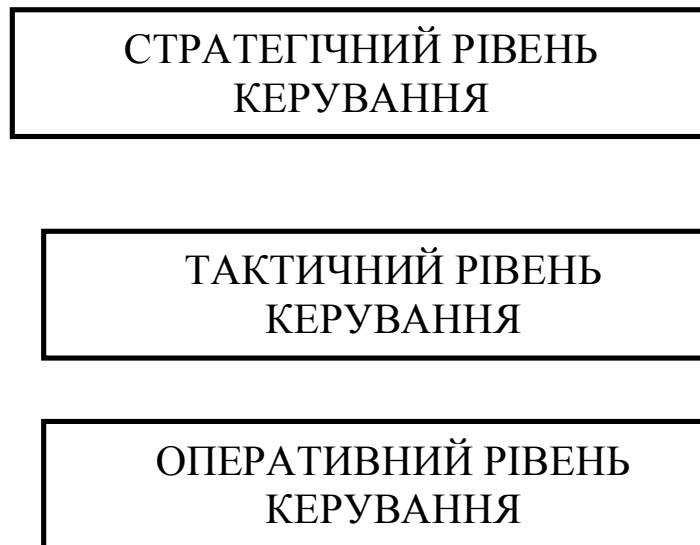 СТРАТЕГІЧНИЙ РІВЕНЬ
КЕРУВАННЯ
ТАКТИЧНИЙ РІВЕНЬ
КЕРУВАННЯ
ОПЕРАТИВНИЙ РІВЕНЬ
КЕРУВАННЯ